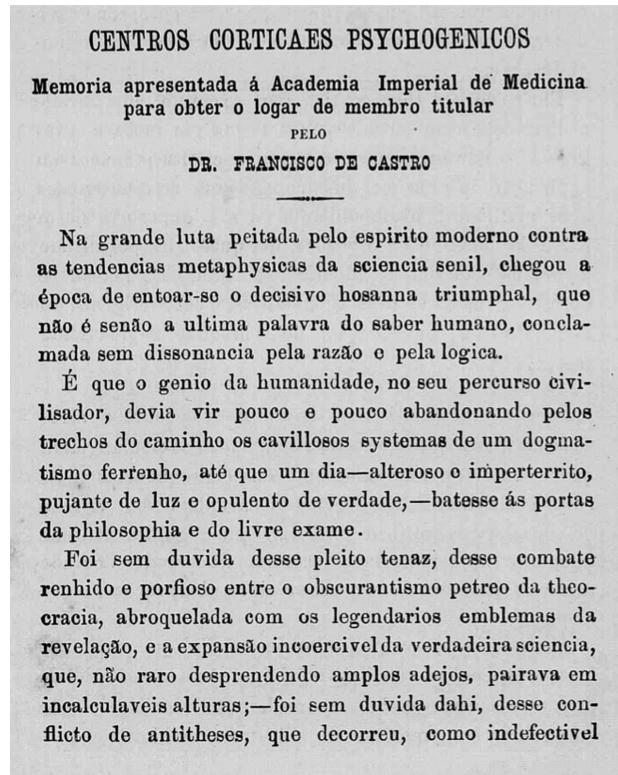 CENTROS CORTICAES PSYCHOGENICOS
Memoria apresentada á Academia Imperial de Medicina
para obter o logar de membro titular
PELO
DR. FRANCISCO DE CASTRO
Na grande luta peitada pelo espirito moderno contra
as tendencias metaphysicas da sciencia senil, chegou a
época de entoar-se o decisivo hosanna triumphal, que
não é senão a ultima palavra do saber humano, concla-
mada sem dissonancia pela razão e pela logica.
É que o genio da humanidade, no seu percurso civi-
lisador, devia vir pouco e pouco abandonando pelos
trechos do caminho os cavillosos systemas de um dogma-
tismo ferrenho, até que um dia—alteroso e imperterrito,
pujante de luz e opulento de verdade,—batesse ás portas
da philosophia e do livre exame.
Foi sem duvida desse pleito tenaz, desse combate
renhido e porfioso entre o obscurantismo petreo da theo-
cracia, abroquelada com os legendarios emblemas da
revelação, e a expansão incoercivel da verdadeira sciencia,
que, não raro desprendendo amplos adejos, pairava em
incalculaveis alturas;—foi sem duvida dahi, desse con-
flicto de antitheses, que decorreu, como indefectivel